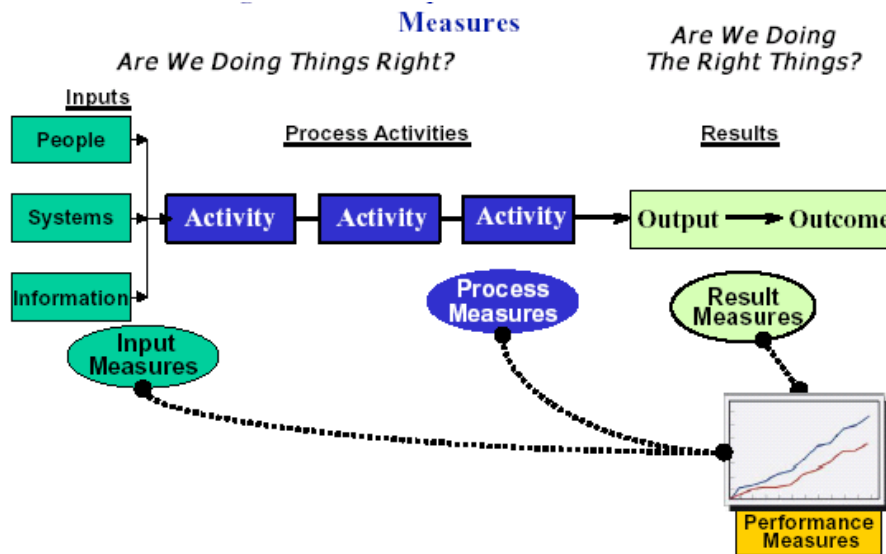 Measures
Are We Doing Things Right?
Are We Doing
The Right Things?
Inputs
Process Activities
Results
People
Systems
Information
Activity
Activity
Activity
Output
Outcome
Input
Measures
Process
Measures
Result
Measures
Performance
Measures